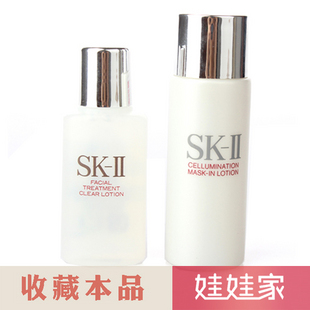 SK-II
FACIAL
TREATMENT
CLEAR LOTION
SK-II
CELLUMINATION
MASK-IN LOTION
收藏本品
娃娃家